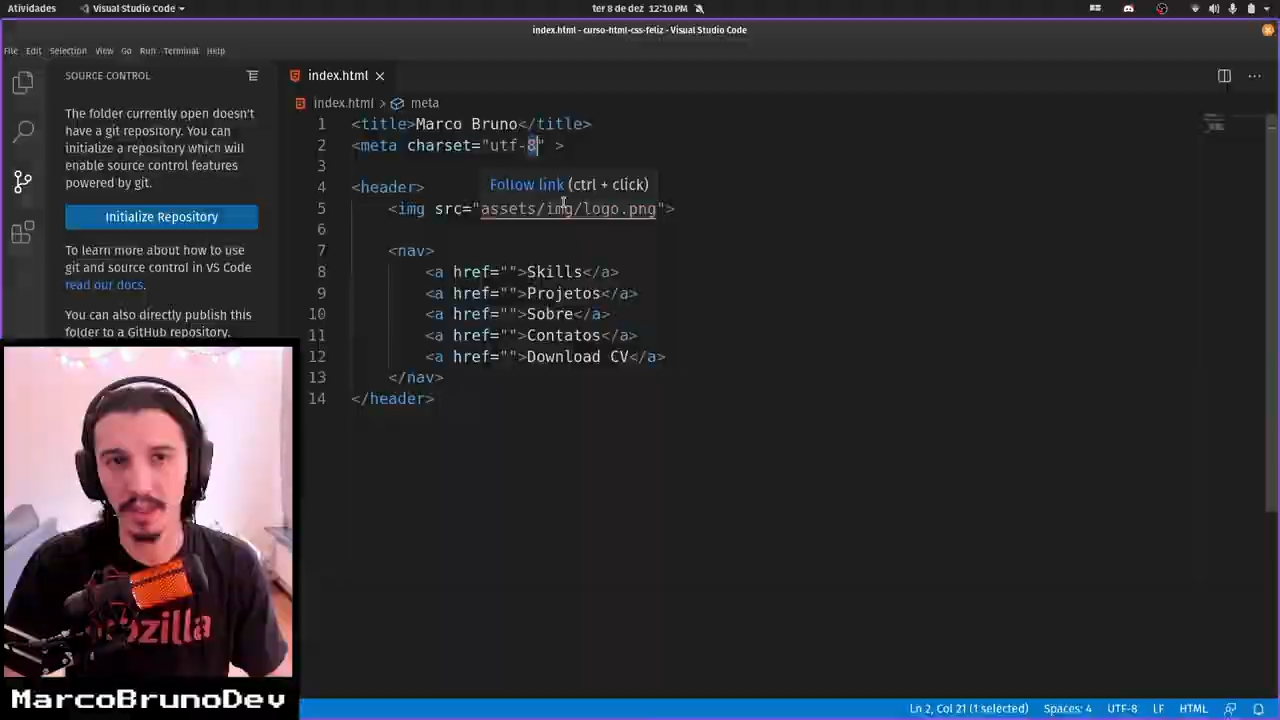 Atividades
Visual Studio Code
ter 8 de dez 12:10 PM
index.html - curso-html-css-feliz - Visual Studio Code
File Edit Selection View Go Run Terminal Help
SOURCE CONTROL
The folder currently open doesn't
have a git repository. You can
initialize a repository which will
enable source control features
powered by git.
Initialize Repository
To learn more about how to use
git and source control in VS Code
read our docs.
You can also directly publish this
folder to a GitHub repository.
index.html
index.html > meta
1 <title>Marco Bruno</title>
2 <meta charset="utf-8" >
3
Follow link (ctrl + click)
4 <header>
5 <img src="assets/img/logo.png">
6
7 <nav>
8 <a href="">Skills</a>
9 <a href="">Projetos</a>
10 <a href="">Sobre</a>
11 <a href="">Contatos</a>
12 <a href="">Download CV</a>
13 </nav>
14 </header>
mozilla
MarcoBrunoDev
Ln 2, Col 21 (1 selected) Spaces: 4 UTF-8 LF HTML